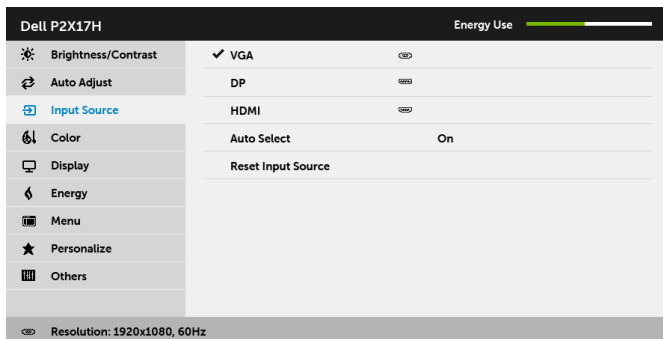 Dell P2X17H Energy Use
Brightness/Contrast VGA
Auto Adjust DP
Input Source HDMI
Color Auto Select On
Display Reset Input Source
Energy
Menu
Personalize
Others
Resolution: 1920x1080, 60Hz